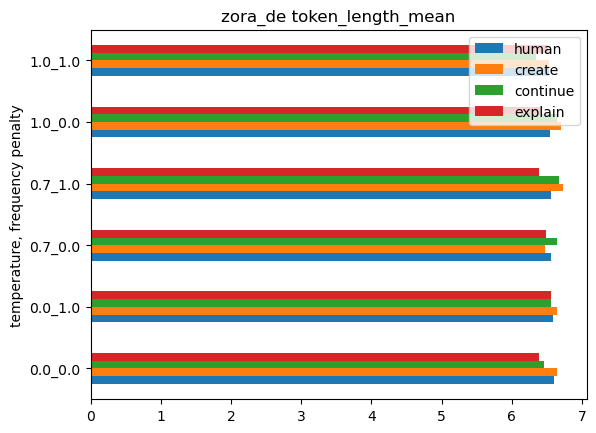 zora_de token_length_mean
human
create
continue
explain
temperature, frequency penalty
1.0_1.0
1.0_0.0
0.7_1.0
0.7_0.0
0.0_1.0
0.0_0.0
0 1 2 3 4 5 6 7